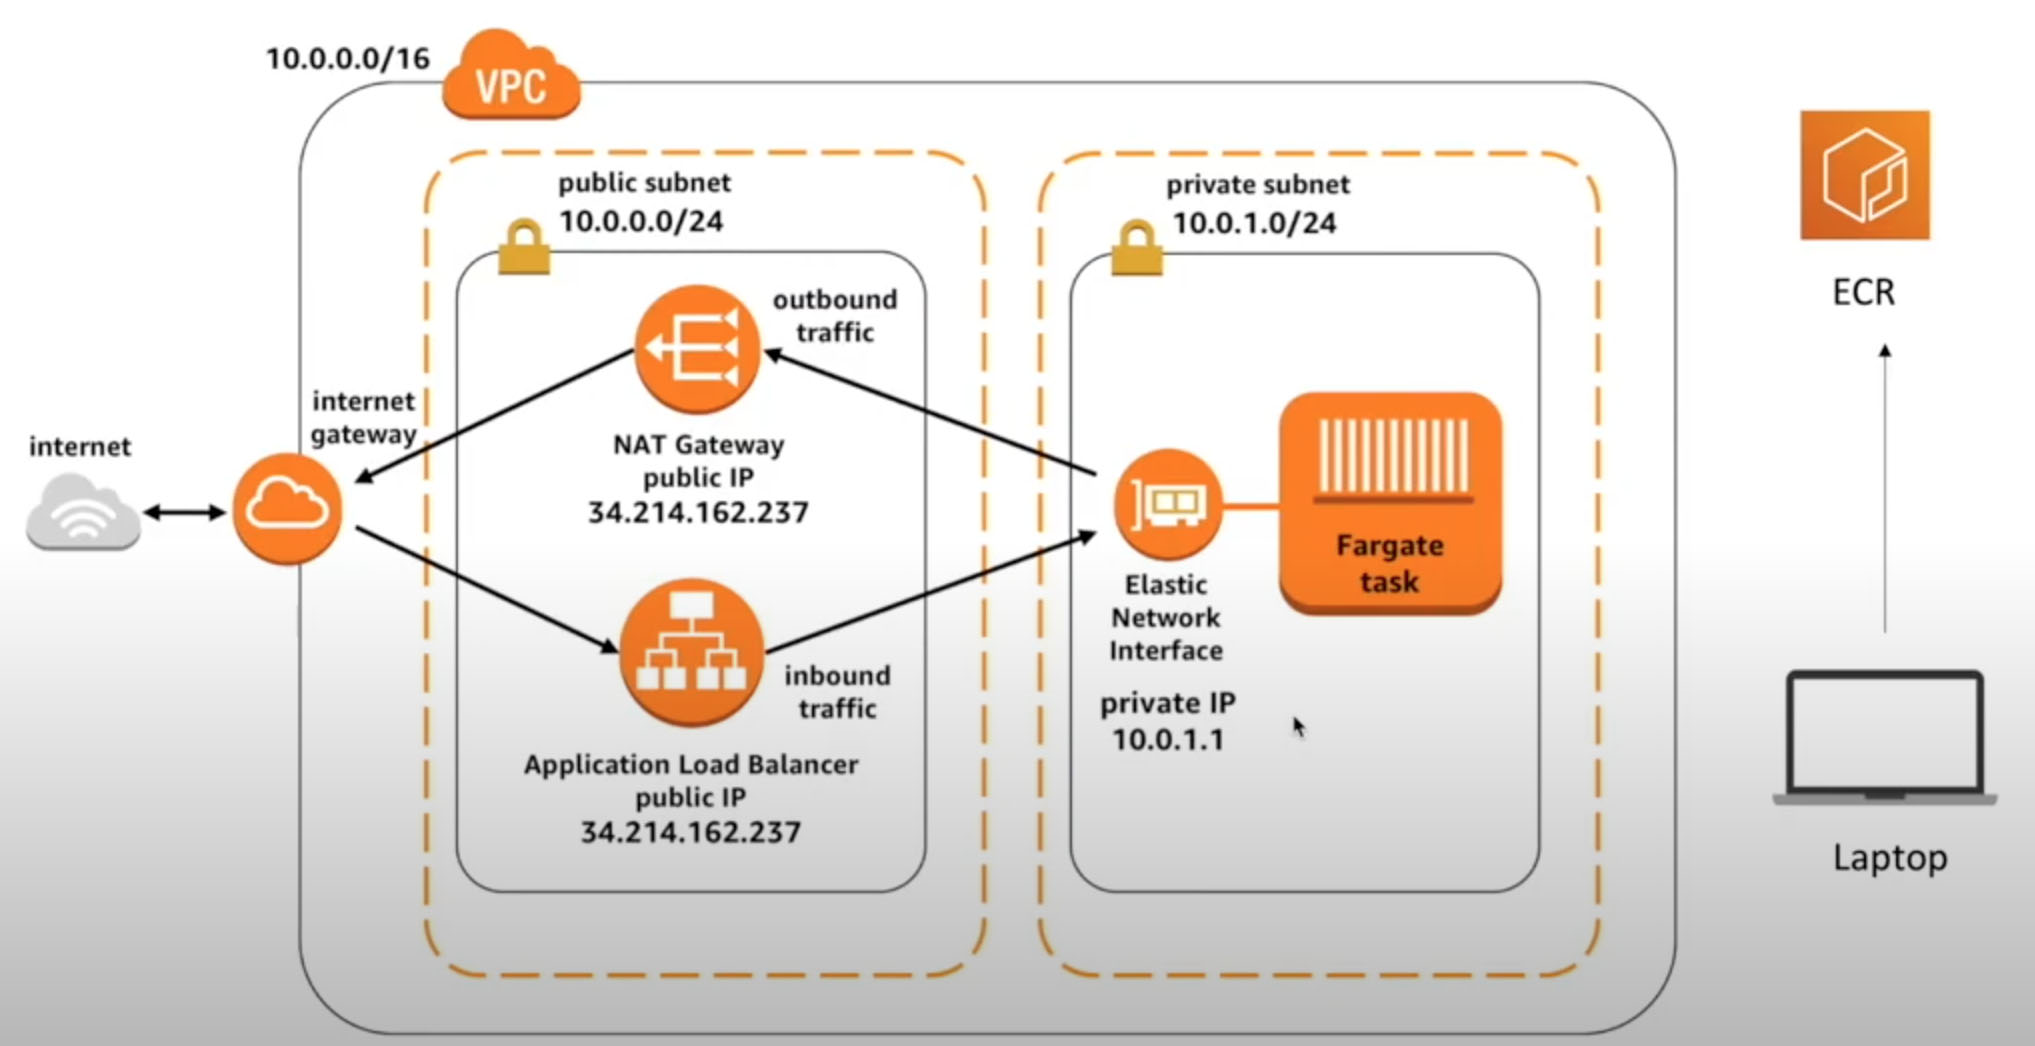 10.0.0.0/16
VPC
public subnet
10.0.0.0/24
private subnet
10.0.1.0/24
outbound
traffic
internet
gateway
internet
NAT Gateway
public IP
34.214.162.237
Fargate
task
Elastic
Network
Interface
private IP
10.0.1.1
inbound
traffic
Application Load Balancer
public IP
34.214.162.237
ECR
Laptop